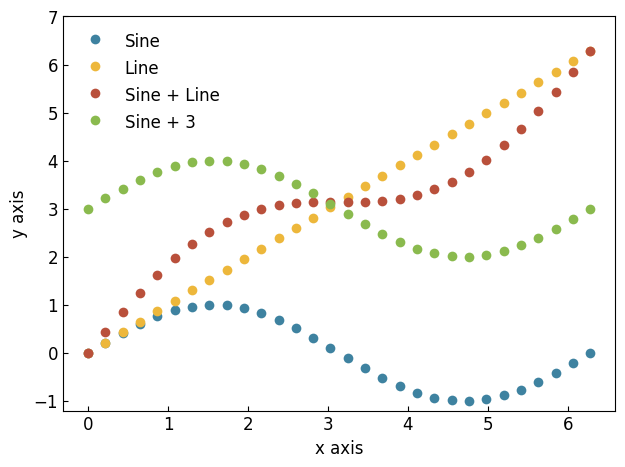 7
6
5
4
3
2
1
0
−1
y axis
Sine
Line
Sine + Line
Sine + 3
0 1 2 3 4 5 6
x axis